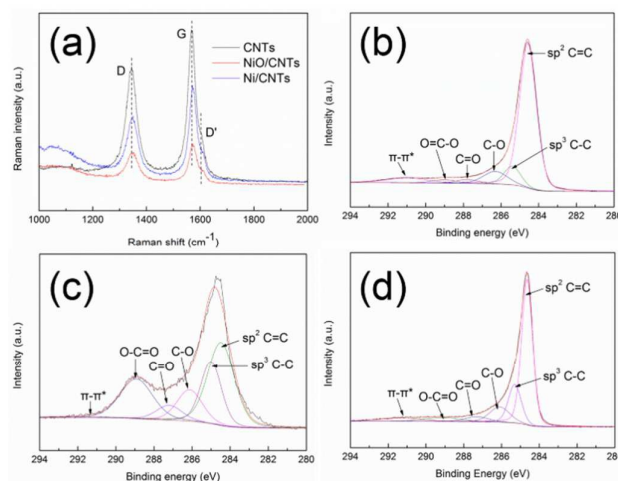 (a)
G
CNTs
NiO/CNTs
Ni/CNTs
D
D'
Raman intensity (a.u.)
1000 1200 1400 1600 1800 2000
Raman shift (cm⁻¹)
(b)
sp² C=C
O=C-O
C-O
C=O
sp³ C-C
π-π*
Intensity (a.u.)
294 292 290 288 286 284 282 280
Binding energy (eV)
(c)
O-C=O
C-O
C=O
sp² C=C
sp³ C-C
π-π*
Intensity (a.u.)
294 292 290 288 286 284 282 280
Binding energy (eV)
(d)
sp² C=C
C-O
C=O
sp³ C-C
O-C=O
π-π*
Intensity (a.u.)
294 292 290 288 286 284 282 280
Binding Energy (eV)